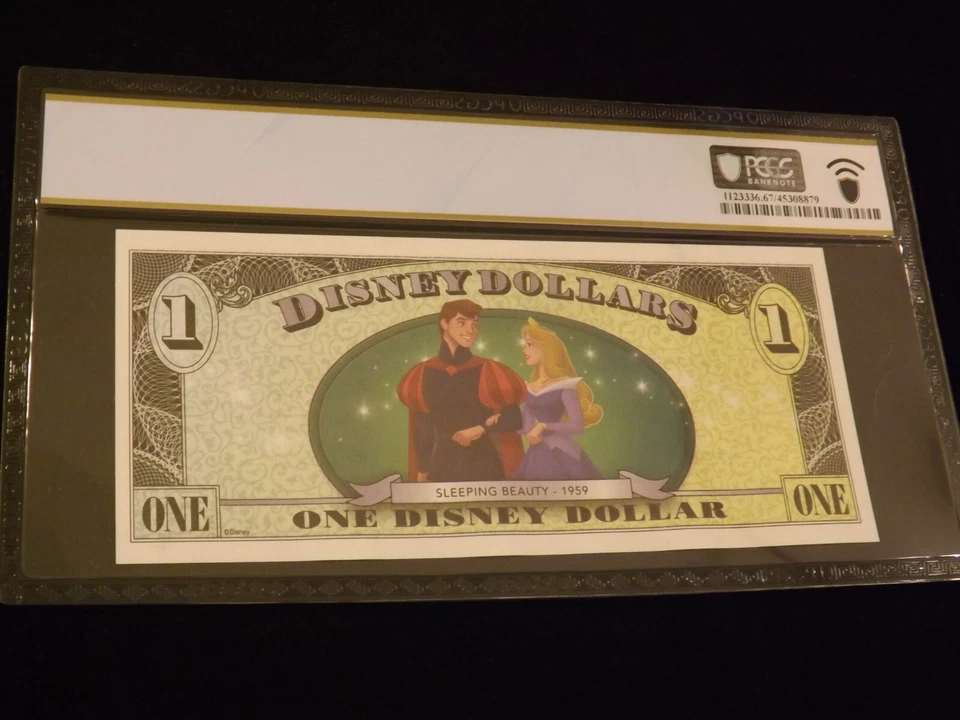 PCGS
BANKNOTE
1123336.67/45308879
DISNEY DOLLARS
1 1
SLEEPING BEAUTY - 1959
ONE ONE
ONE DISNEY DOLLAR
©Disney